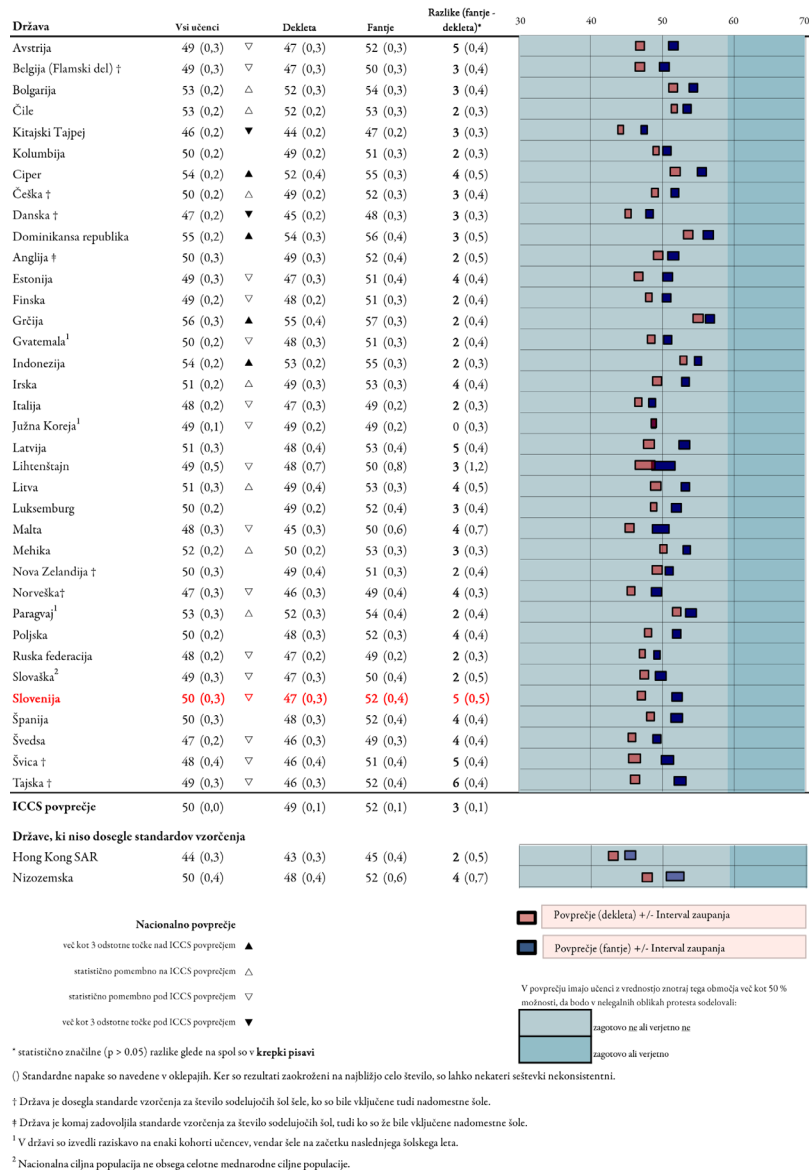 Država Vsi učenci Dekleta Fantje Razlike (fantje - dekleta)* 30 40 50 60 70
Avstrija 49 (0,3) ▽ 47 (0,3) 52 (0,3) 5 (0,4)
Belgija (Flamski del) † 49 (0,3) ▽ 47 (0,3) 50 (0,3) 3 (0,4)
Bolgarija 53 (0,2) △ 52 (0,3) 54 (0,3) 3 (0,4)
Čile 53 (0,2) △ 52 (0,2) 53 (0,3) 2 (0,3)
Kitajski Tajpej 46 (0,2) ▼ 44 (0,2) 47 (0,2) 3 (0,3)
Kolumbija 50 (0,2) 49 (0,2) 51 (0,3) 2 (0,3)
Ciper 54 (0,2) ▲ 52 (0,4) 55 (0,3) 4 (0,5)
Češka † 50 (0,2) △ 49 (0,2) 52 (0,3) 3 (0,4)
Danska † 47 (0,2) ▼ 45 (0,2) 48 (0,3) 3 (0,3)
Dominikansa republika 55 (0,2) ▲ 54 (0,3) 56 (0,4) 3 (0,5)
Anglija ‡ 50 (0,3) 49 (0,3) 52 (0,4) 2 (0,5)
Estonija 49 (0,3) ▽ 47 (0,3) 51 (0,4) 4 (0,4)
Finska 49 (0,2) ▽ 48 (0,2) 51 (0,3) 2 (0,4)
Grčija 56 (0,3) ▲ 55 (0,4) 57 (0,3) 2 (0,4)
Gvatemala¹ 50 (0,2) ▽ 48 (0,3) 51 (0,3) 2 (0,4)
Indonezija 54 (0,2) ▲ 53 (0,2) 55 (0,3) 2 (0,3)
Irska 51 (0,2) △ 49 (0,3) 53 (0,3) 4 (0,4)
Italija 48 (0,2) ▽ 47 (0,3) 49 (0,2) 2 (0,3)
Južna Koreja¹ 49 (0,1) ▽ 49 (0,2) 49 (0,2) 0 (0,3)
Latvija 51 (0,3) 48 (0,4) 53 (0,4) 5 (0,4)
Lihtenštajn 49 (0,5) ▽ 48 (0,7) 50 (0,8) 3 (1,2)
Litva 51 (0,3) △ 49 (0,4) 53 (0,3) 4 (0,5)
Luksemburg 50 (0,2) 49 (0,2) 52 (0,4) 3 (0,4)
Malta 48 (0,3) ▽ 45 (0,3) 50 (0,6) 4 (0,7)
Mehika 52 (0,2) △ 50 (0,2) 53 (0,3) 3 (0,3)
Nova Zelandija † 50 (0,3) 49 (0,4) 51 (0,3) 2 (0,4)
Norveška† 47 (0,3) ▽ 46 (0,3) 49 (0,4) 4 (0,3)
Paragvaj¹ 53 (0,3) △ 52 (0,3) 54 (0,4) 2 (0,4)
Poljska 50 (0,2) 48 (0,3) 52 (0,3) 4 (0,4)
Ruska federacija 48 (0,2) ▽ 47 (0,2) 49 (0,2) 2 (0,3)
Slovaška² 49 (0,3) ▽ 47 (0,3) 50 (0,4) 2 (0,5)
Slovenija 50 (0,3) ▽ 47 (0,3) 52 (0,4) 5 (0,5)
Španija 50 (0,3) 48 (0,3) 52 (0,4) 4 (0,4)
Švedsa 47 (0,2) ▽ 46 (0,3) 49 (0,3) 4 (0,4)
Švica † 48 (0,4) ▽ 46 (0,4) 51 (0,4) 5 (0,4)
Tajska † 49 (0,3) ▽ 46 (0,3) 52 (0,4) 6 (0,4)
ICCS povprečje 50 (0,0) 49 (0,1) 52 (0,1) 3 (0,1)
Države, ki niso dosegle standardov vzorčenja
Hong Kong SAR 44 (0,3) 43 (0,3) 45 (0,4) 2 (0,5)
Nizozemska 50 (0,4) 48 (0,4) 52 (0,6) 4 (0,7)
Nacionalno povprečje
več kot 3 odstotne točke nad ICCS povprečjem ▲
statistično pomembno na ICCS povprečjem △
statistično pomembno pod ICCS povprečjem ▽
več kot 3 odstotne točke pod ICCS povprečjem ▼
Povprečje (dekleta) +/- Interval zaupanja
Povprečje (fantje) +/- Interval zaupanja
V povprečju imajo učenci z vrednostjo znotraj tega območja več kot 50 %
možnosti, da bodo v nelegalnih oblikah protesta sodelovali:
zagotovo ne ali verjetno ne
zagotovo ali verjetno
* statistično značilne (p > 0.05) razlike glede na spol so v krepki pisavi
() Standardne napake so navedene v oklepajih. Ker so rezultati zaokroženi na najbližjo celo število, so lahko nekateri seštevki nekonsistentni.
† Država je dosegla standarde vzorčenja za število sodelujočih šol šele, ko so bile vključene tudi nadomestne šole.
‡ Država je komaj zadovoljila standarde vzorčenja za število sodelujočih šol, tudi ko so že bile vključene nadomestne šole.
¹ V državi so izvedli raziskavo na enaki kohorti učencev, vendar šele na začetku naslednjega šolskega leta.
² Nacionalna ciljna populacija ne obsega celotne mednarodne ciljne populacije.